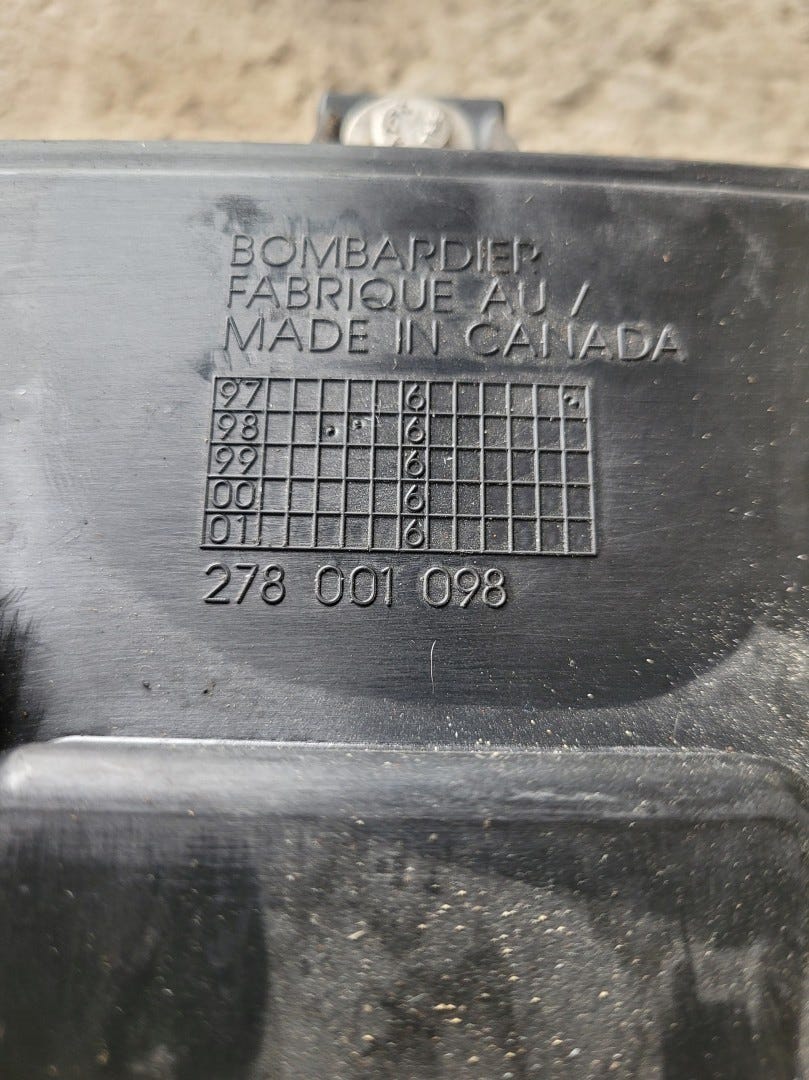 BOMBARDIER
FABRIQUE AU /
MADE IN CANADA
97 6
98 6
99 6
00 6
01 6
278 001 098